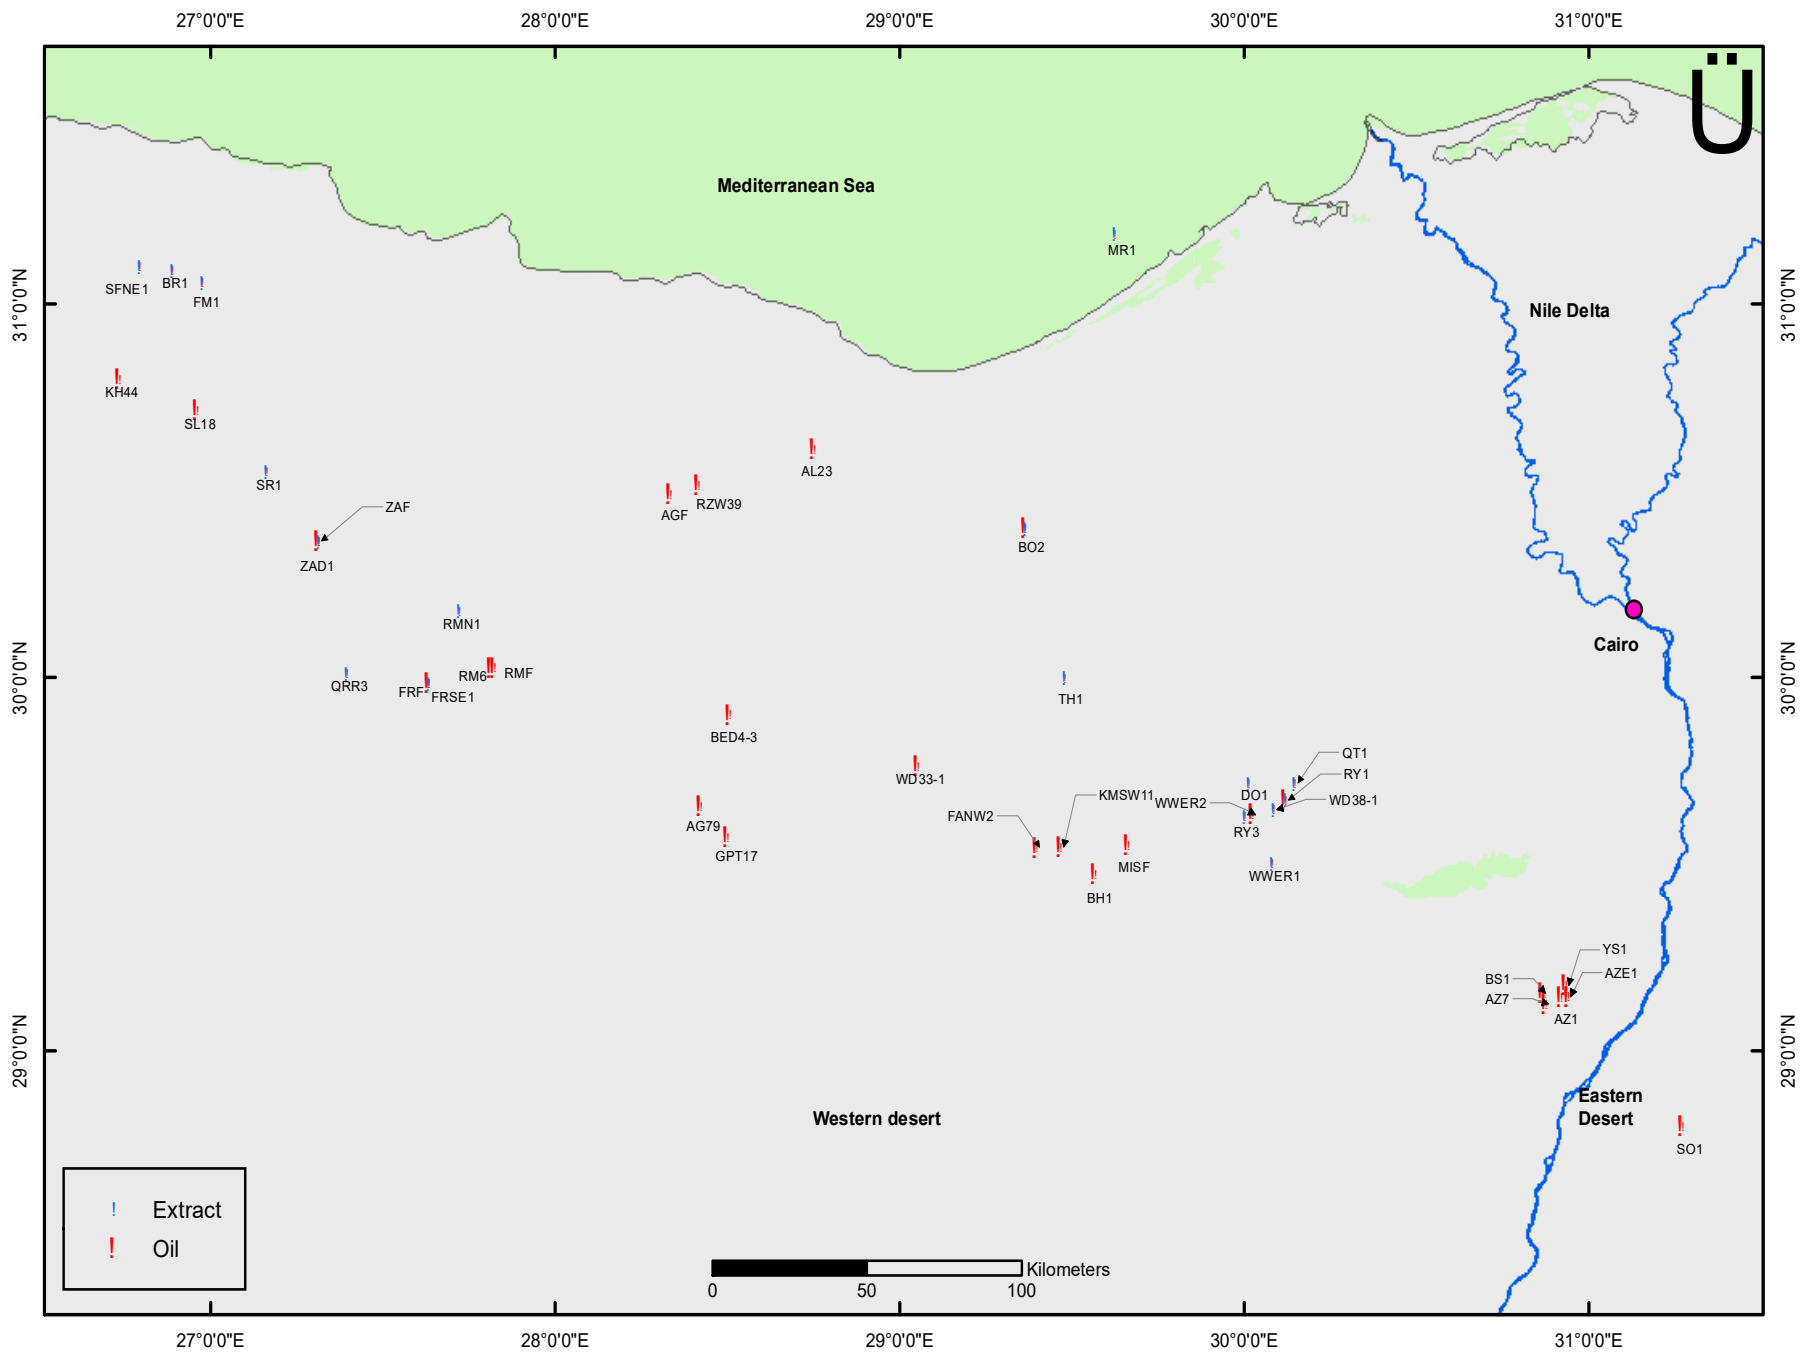 27°0'0"E
28°0'0"E
29°0'0"E
30°0'0"E
31°0'0"E
Ü
Mediterranean Sea
MR1
SFNE1
BR1
FM1
31°0'0"N
31°0'0"N
Nile Delta
KH44
SL18
AL23
SR1
ZAF
AGF
RZW39
BO2
ZAD1
RMN1
Cairo
30°0'0"N
30°0'0"N
QRR3
FRF
FRSE1
RM6
RMF
TH1
BED4-3
QT1
RY1
WD33-1
DO1
WD38-1
KMSW11
WWER2
FANW2
AG79
RY3
GPT17
MISF
WWER1
BH1
YS1
BS1
AZE1
AZ7
AZ1
29°0'0"N
29°0'0"N
Eastern
Desert
Western desert
SO1
Extract
Oil
Kilometers
0
50
100
27°0'0"E
28°0'0"E
29°0'0"E
30°0'0"E
31°0'0"E